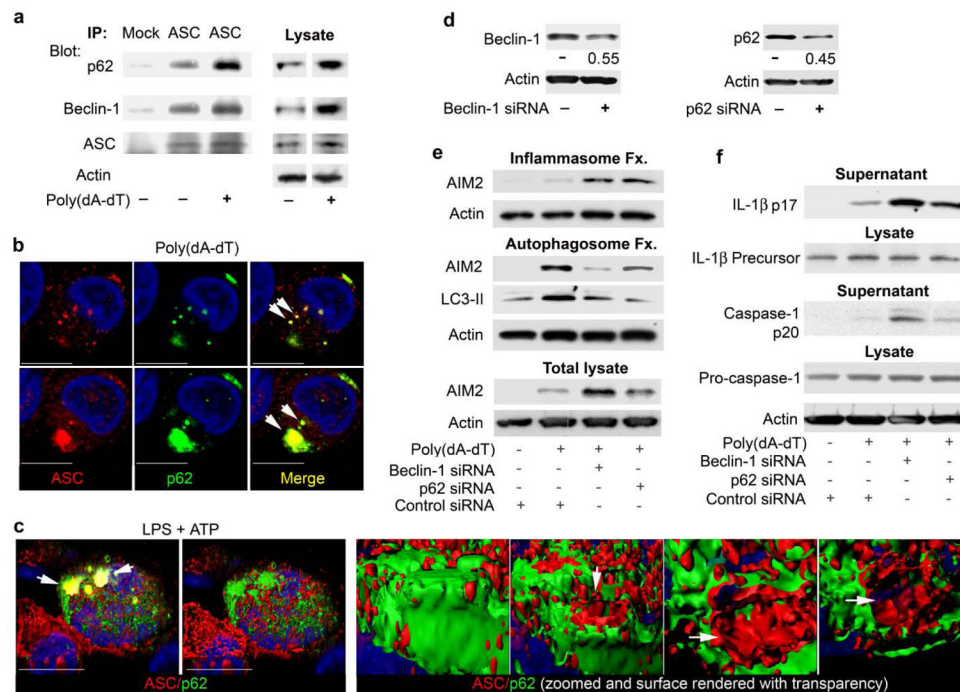 a
IP: Mock ASC ASC Lysate
Blot:
p62
Beclin-1
ASC
Actin
Poly(dA-dT) – – + – +
b
Poly(dA-dT)
ASC p62 Merge
c
LPS + ATP
ASC/p62
ASC/p62 (zoomed and surface rendered with transparency)
d
Beclin-1
– 0.55
Actin
Beclin-1 siRNA – +
p62
– 0.45
Actin
p62 siRNA – +
e
Inflammasome Fx.
AIM2
Actin
Autophagosome Fx.
AIM2
LC3-II
Actin
Total lysate
AIM2
Actin
Poly(dA-dT) - + + +
Beclin-1 siRNA - - + -
p62 siRNA - - - +
Control siRNA + + - -
f
Supernatant
IL-1β p17
Lysate
IL-1β Precursor
Supernatant
Caspase-1
p20
Lysate
Pro-caspase-1
Actin
Poly(dA-dT) - + + +
Beclin-1 siRNA - - + -
p62 siRNA - - - +
Control siRNA + + - -